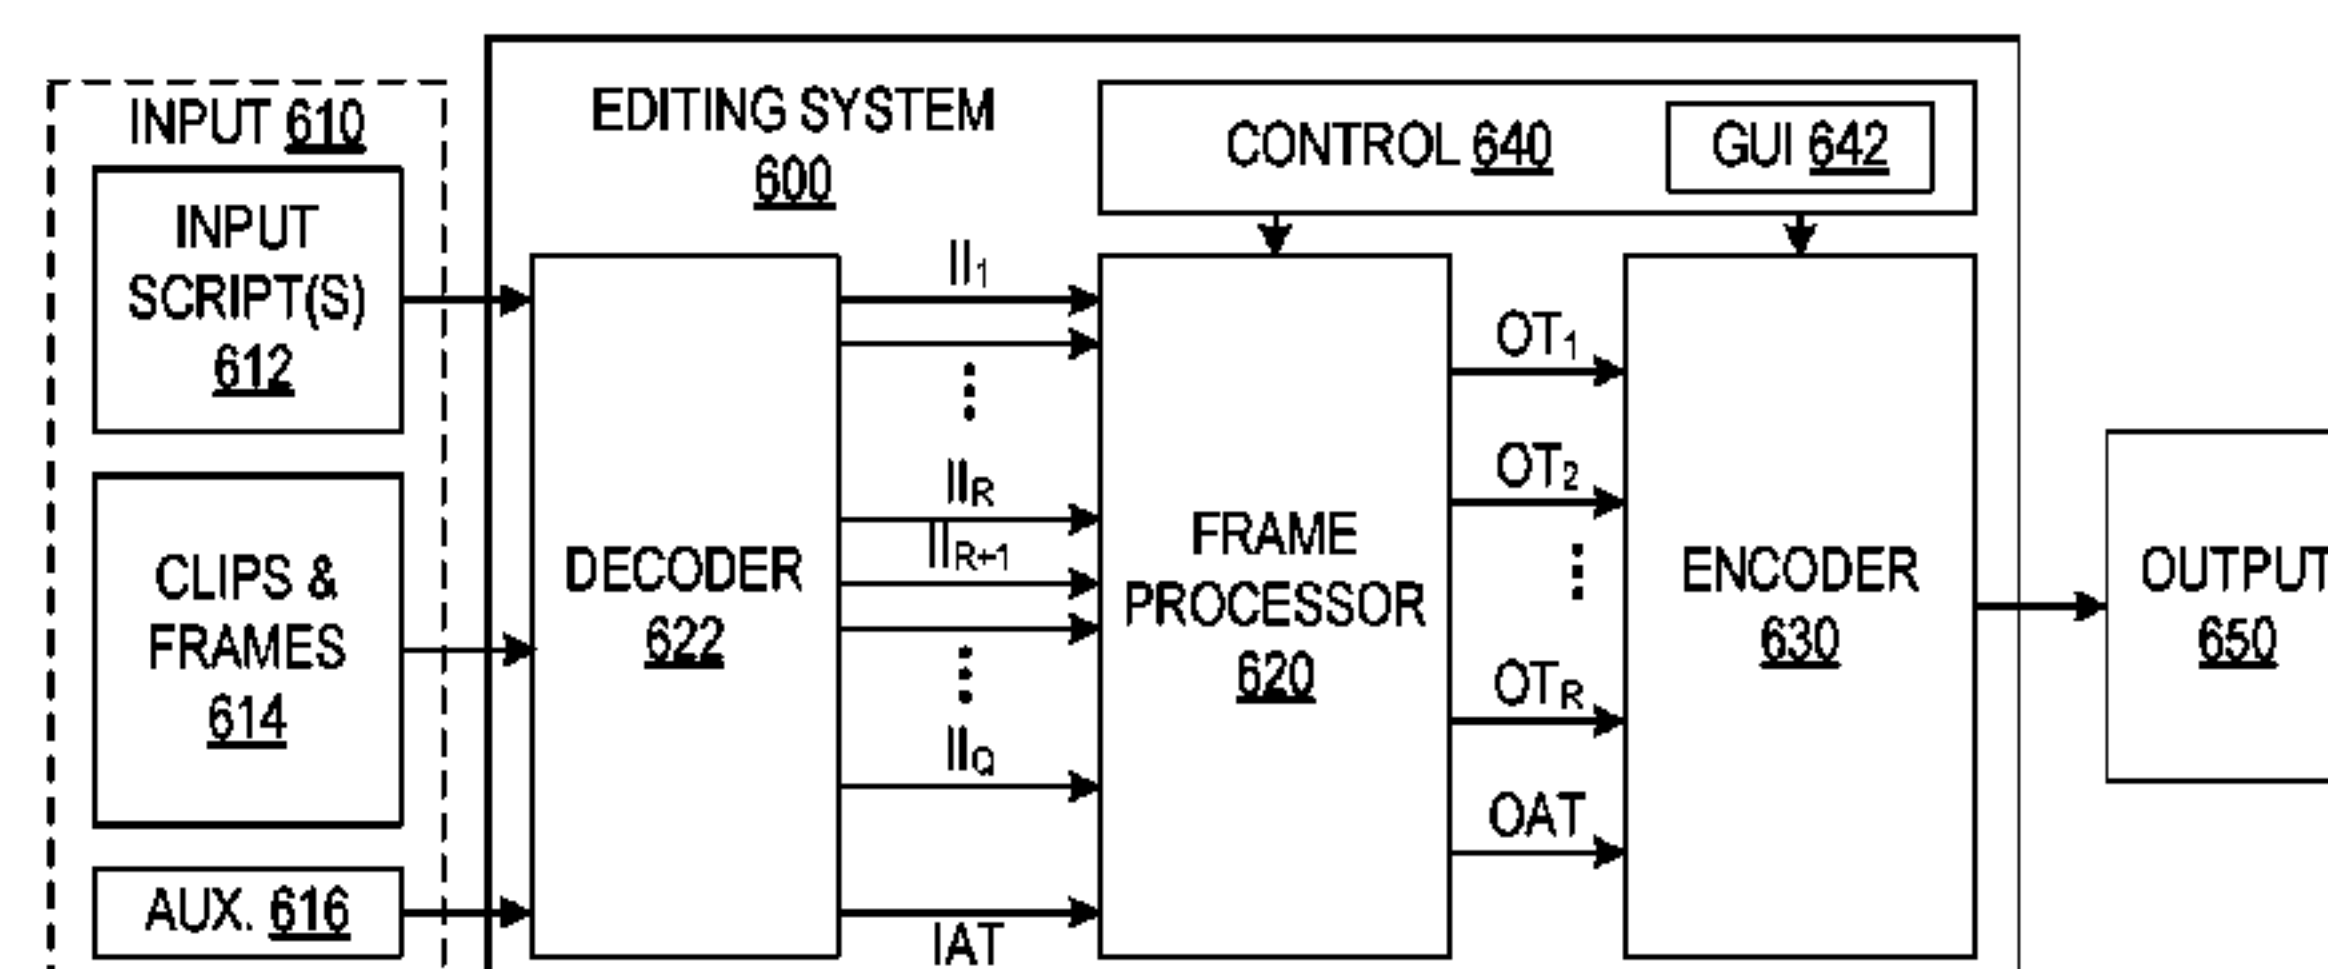 INPUT 610
INPUT
SCRIPT(S)
612
CLIPS &
FRAMES
614
AUX. 616
EDITING SYSTEM
600
CONTROL 640
GUI 642
DECODER
622
II1
IIR
IIR+1
IIQ
IAT
FRAME
PROCESSOR
620
OT1
OT2
OTR
OAT
ENCODER
630
OUTPUT
650